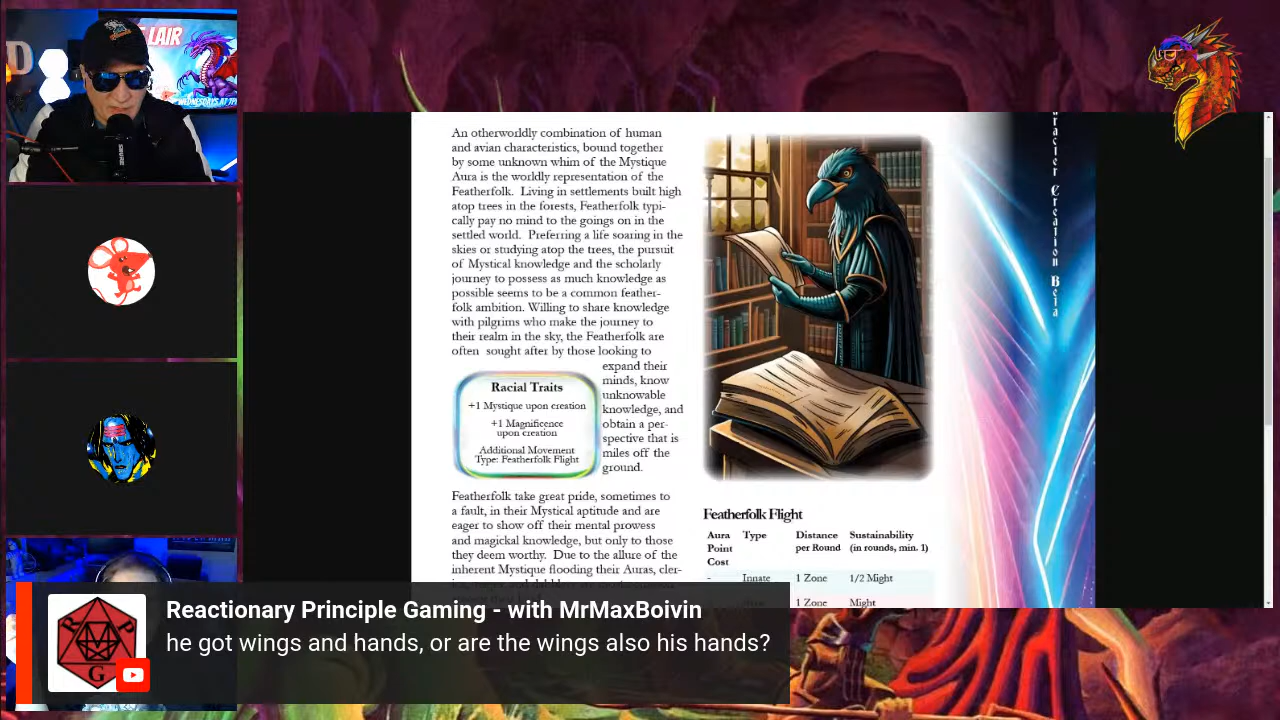 LAIR
WEDNESDAYS AT 7P
An otherworldly combination of human
and avian characteristics, bound together
by some unknown whim of the Mystique
Aura is the worldly representation of the
Featherfolk. Living in settlements built high
atop trees in the forests, Featherfolk typi-
cally pay no mind to the goings on in the
settled world. Preferring a life soaring in the
skies or studying atop the trees, the pursuit
of Mystical knowledge and the scholarly
journey to possess as much knowledge as
possible seems to be a common feather-
folk ambition. Willing to share knowledge
with pilgrims who make the journey to
their realm in the sky, the Featherfolk are
often sought after by those looking to
expand their
minds, know
unknowable
knowledge, and
obtain a per-
spective that is
miles off the
ground.
Racial Traits
+1 Mystique upon creation
+1 Magnificence
upon creation
Additional Movement
Type: Featherfolk Flight
Featherfolk take great pride, sometimes to
a fault, in their Mystical aptitude and are
eager to show off their mental prowess
and magickal knowledge, but only to those
they deem worthy. Due to the allure of the
inherent Mystique flooding their Auras, cler-
Featherfolk Flight
Aura Point Cost Type Distance per Round Sustainability (in rounds, min. 1)
- Innate 1 Zone 1/2 Might
1 Zone Might
aracter Creation Beta
G
Reactionary Principle Gaming - with MrMaxBoivin
he got wings and hands, or are the wings also his hands?